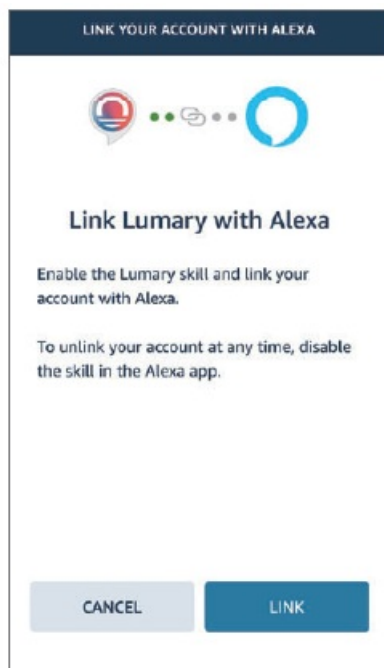 LINK YOUR ACCOUNT WITH ALEXA
Link Lumary with Alexa
Enable the Lumary skill and link your
account with Alexa.
To unlink your account at any time, disable
the skill in the Alexa app.
CANCEL
LINK